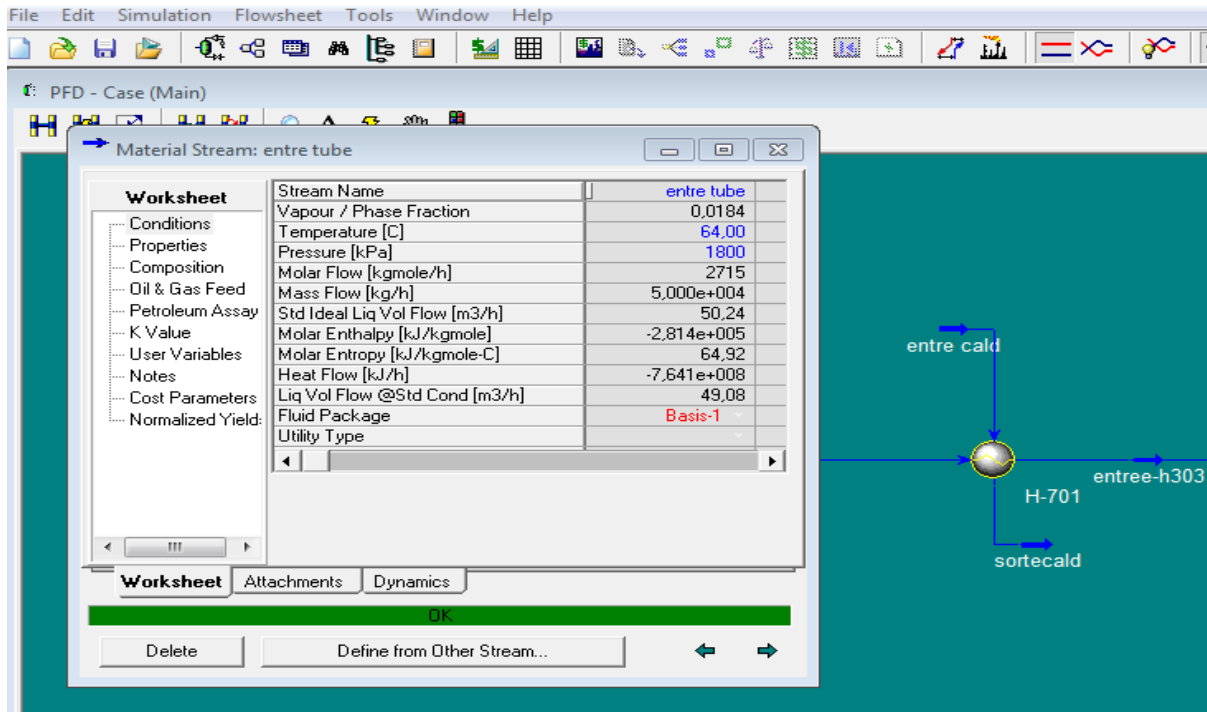 File Edit Simulation Flowsheet Tools Window Help
PFD - Case (Main)
Material Stream: entre tube
Worksheet
Conditions
Properties
Composition
Oil & Gas Feed
Petroleum Assay
K Value
User Variables
Notes
Cost Parameters
Normalized Yield:
Stream Name entre tube
Vapour / Phase Fraction 0,0184
Temperature [C] 64,00
Pressure [kPa] 1800
Molar Flow [kgmole/h] 2715
Mass Flow [kg/h] 5,000e+004
Std Ideal Liq Vol Flow [m3/h] 50,24
Molar Enthalpy [kJ/kgmole] -2,814e+005
Molar Entropy [kJ/kgmole-C] 64,92
Heat Flow [kJ/h] -7,641e+008
Liq Vol Flow @Std Cond [m3/h] 49,08
Fluid Package Basis-1
Utility Type
Worksheet Attachments Dynamics
OK
Delete Define from Other Stream...
entre cald
entree-h303
H-701
sortecald